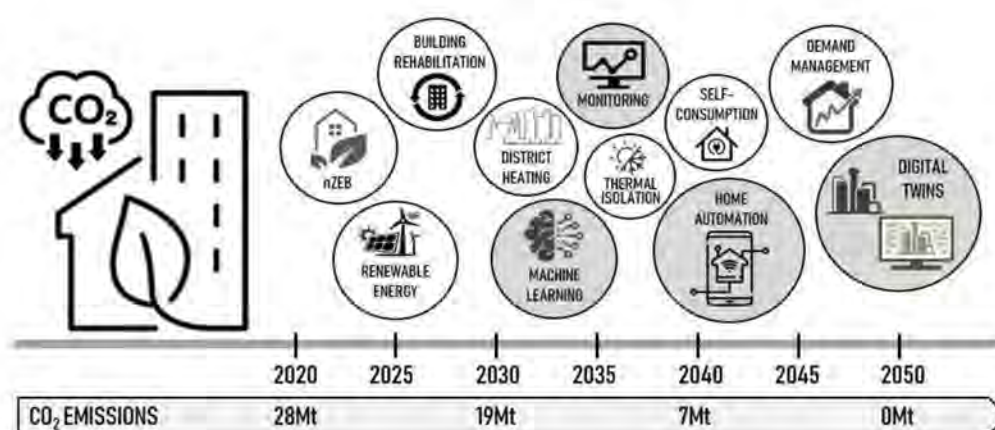 CO₂
BUILDING
REHABILITATION
MONITORING
DEMAND
MANAGEMENT
SELF-
CONSUMPTION
nZEB
DISTRICT
HEATING
THERMAL
ISOLATION
DIGITAL
TWINS
HOME
AUTOMATION
RENEWABLE
ENERGY
MACHINE
LEARNING
2020 2025 2030 2035 2040 2045 2050
CO₂ EMISSIONS 28Mt 19Mt 7Mt 0Mt